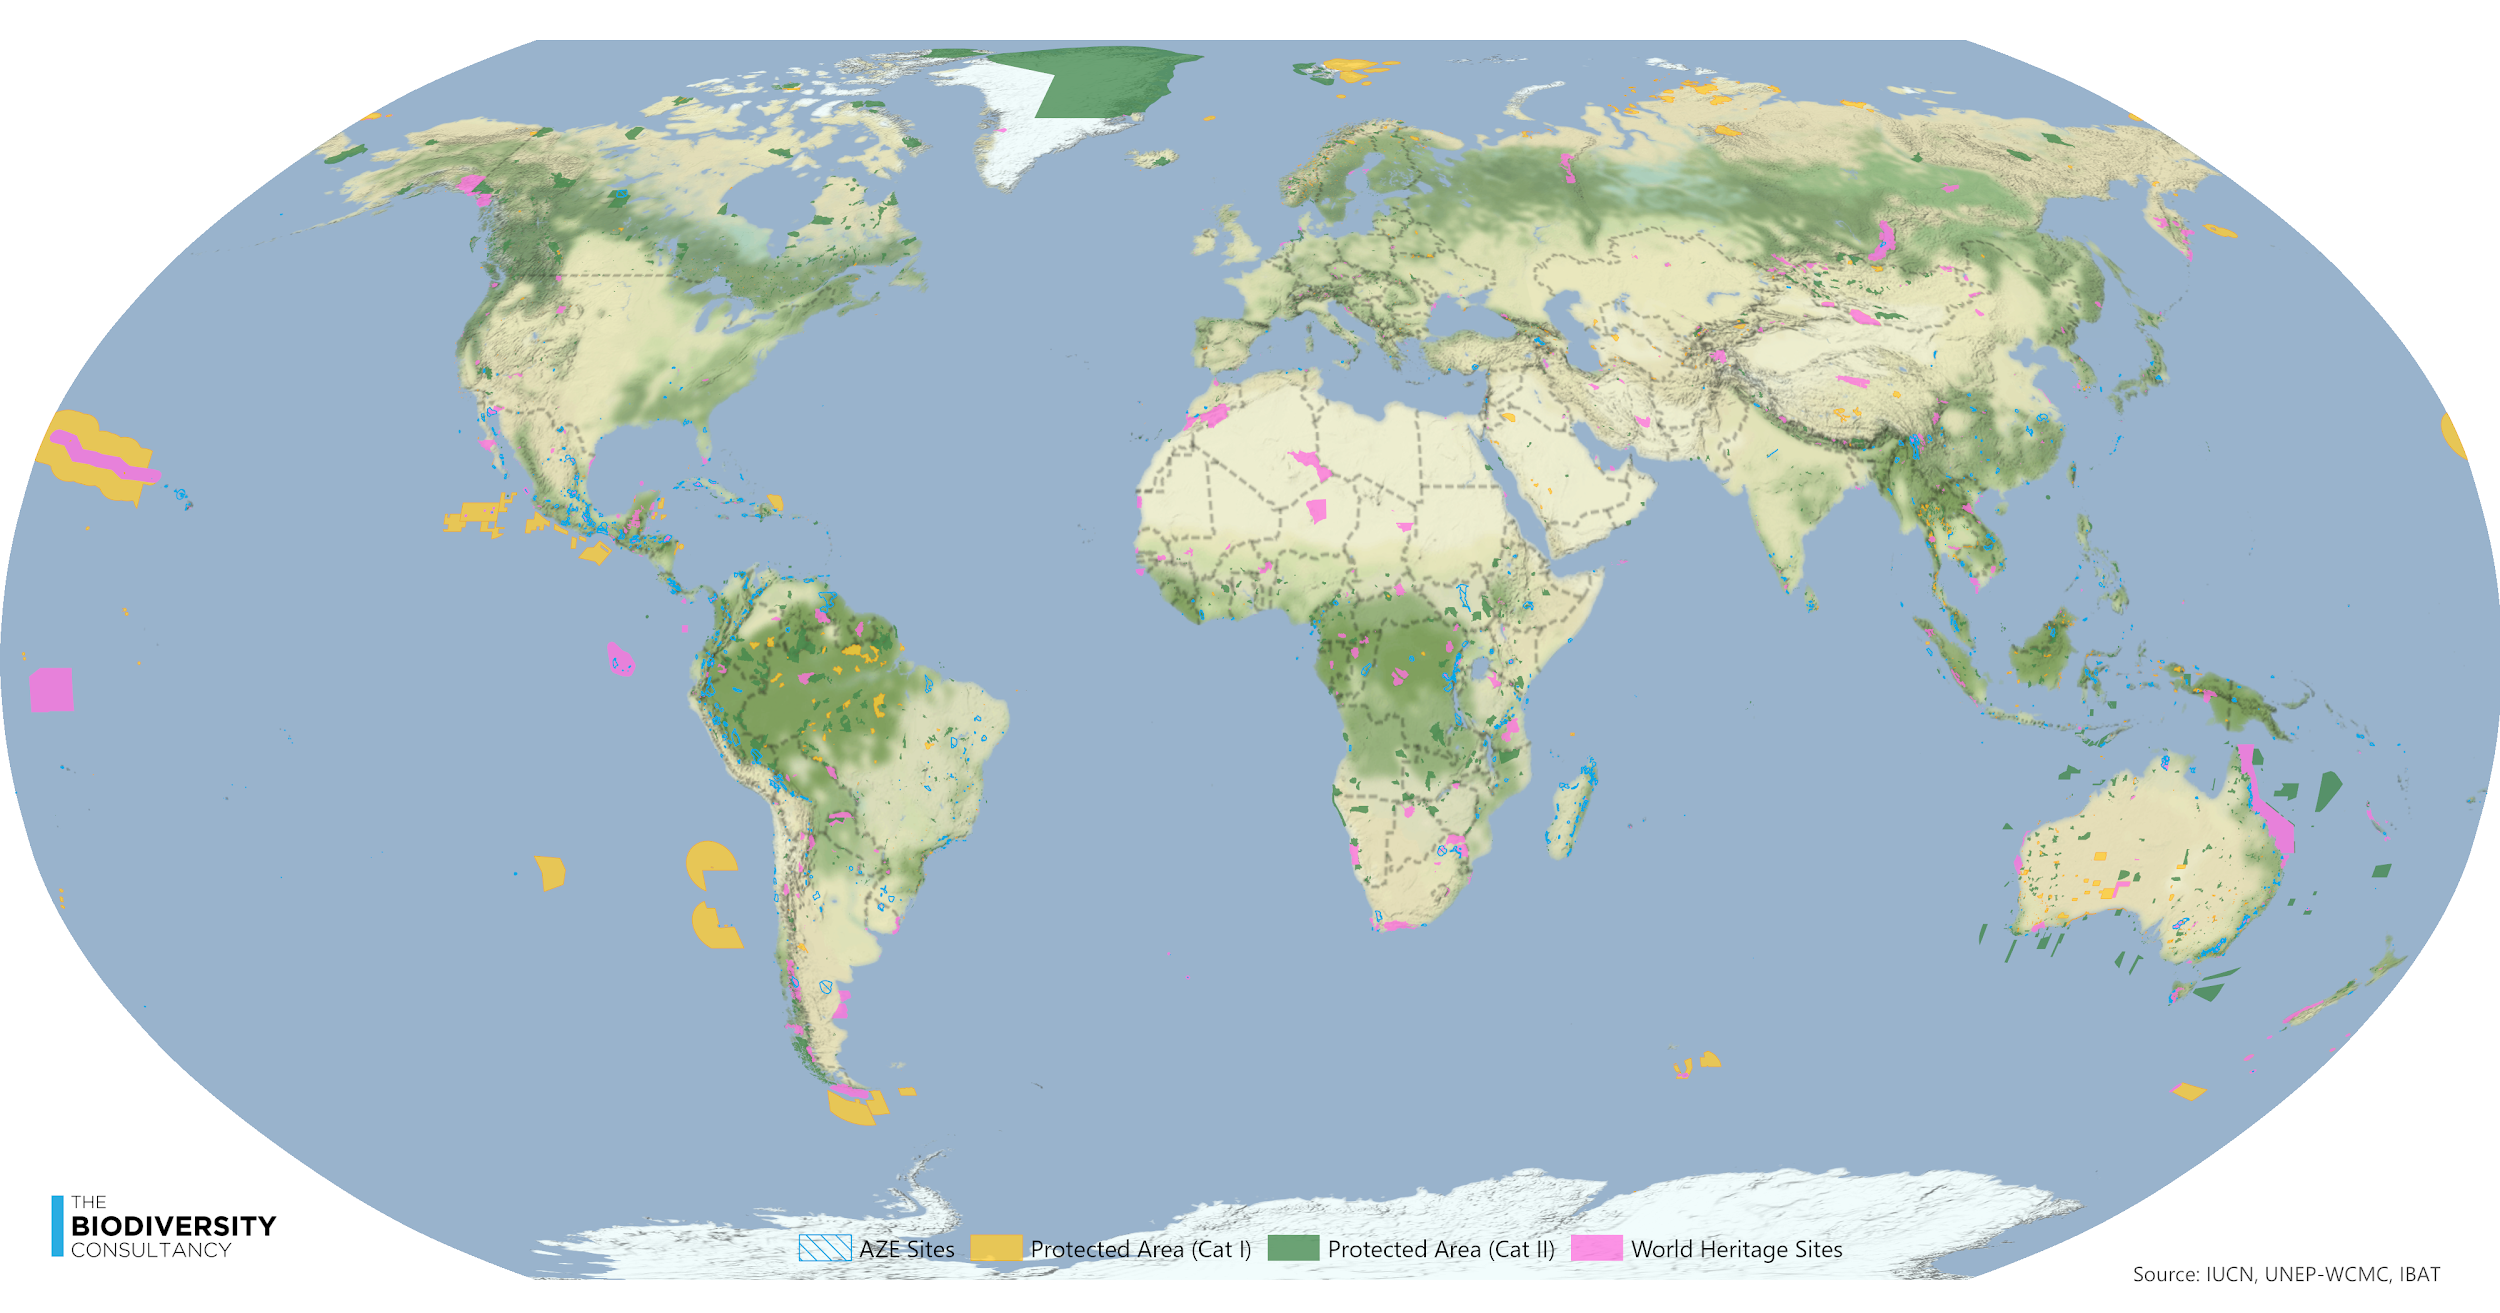 THE
BIODIVERSITY
CONSULTANCY
AZE Sites Protected Area (Cat I) Protected Area (Cat II) World Heritage Sites
Source: IUCN, UNEP-WCMC, IBAT